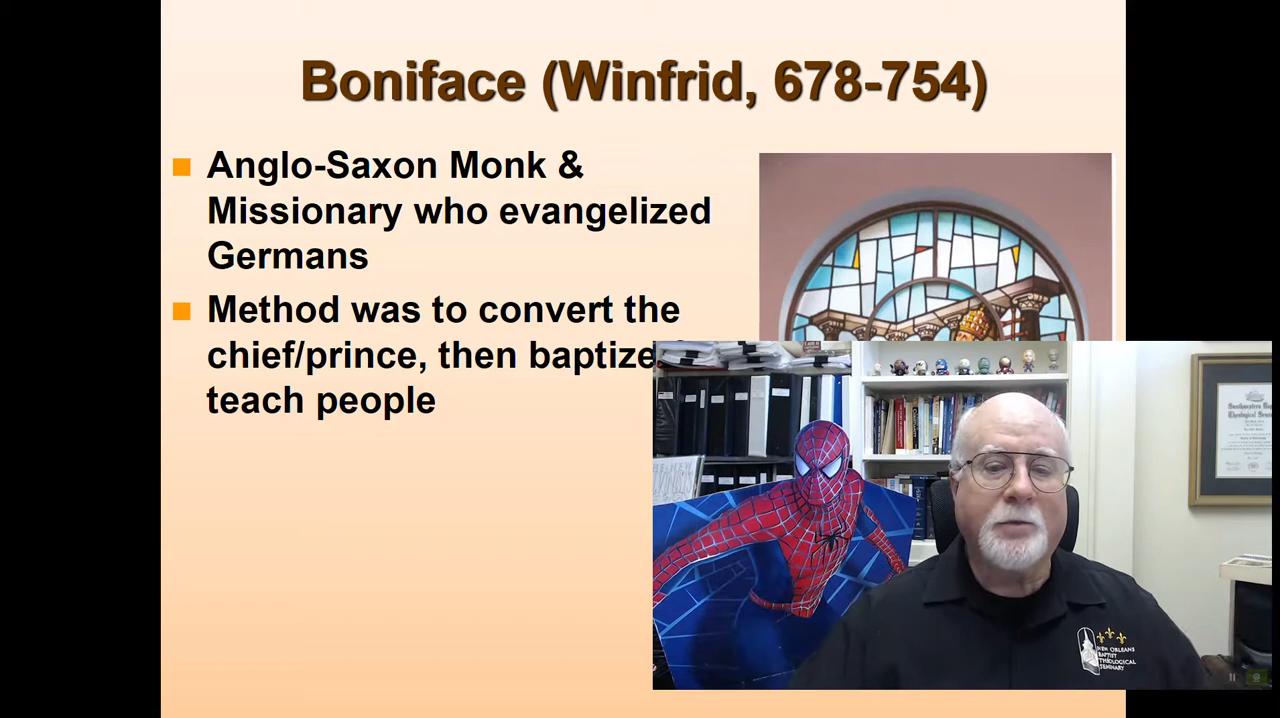 Boniface (Winfrid, 678-754)
Anglo-Saxon Monk &
Missionary who evangelized
Germans
Method was to convert the
chief/prince, then baptize
teach people
NEW ORLEANS
BAPTIST
THEOLOGICAL
SEMINARY